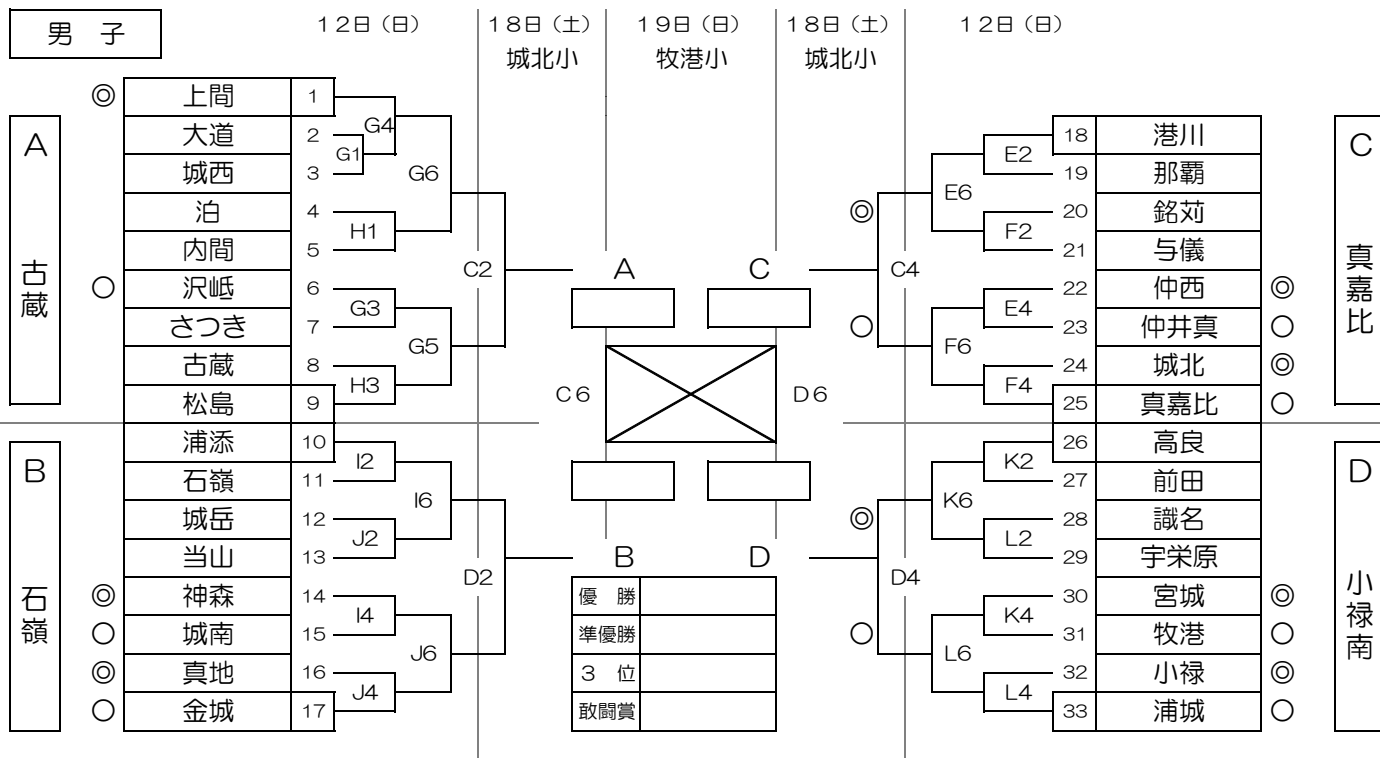 男 子
12日（日） 18日（土） 19日（日） 18日（土） 12日（日）
城北小 牧港小 城北小
A
古蔵
◎ 上間 1
大道 2
城西 3
泊 4
内間 5
○ 沢岻 6
さつき 7
古蔵 8
松島 9
G4
G1
G6
H1
C2
G3
G5
H3
B
石嶺
浦添 10
石嶺 11
城岳 12
当山 13
◎ 神森 14
○ 城南 15
◎ 真地 16
○ 金城 17
I2
I6
J2
D2
I4
J6
J4
A C
C6 D6
B D
優 勝
準優勝
3 位
敢闘賞
C
真嘉比
18 港川
19 那覇
20 銘苅
21 与儀
22 仲西 ◎
23 仲井真 ○
24 城北 ◎
25 真嘉比 ○
E2
E6
F2
◎
C4
○
E4
F6
F4
D
小禄南
26 高良
27 前田
28 識名
29 宇栄原
30 宮城 ◎
31 牧港 ○
32 小禄 ◎
33 浦城 ○
K2
K6
L2
◎
D4
○
K4
L6
L4